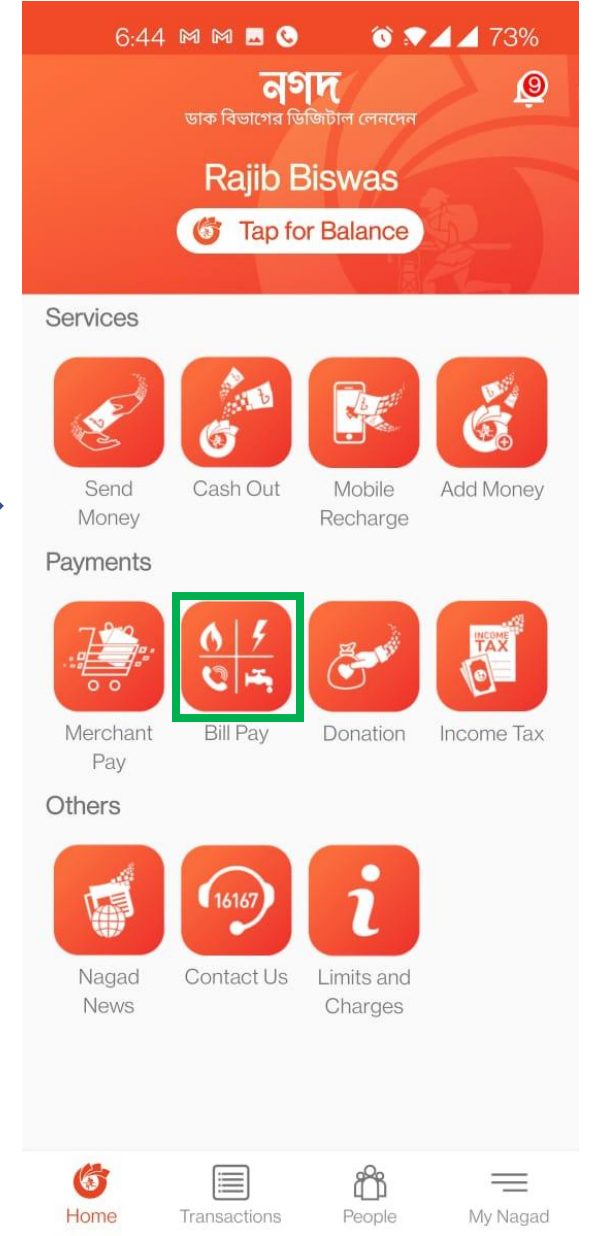 6:44 73%
নগদ
9
ডাক বিভাগের ডিজিটাল লেনদেন
Rajib Biswas
Tap for Balance
Services
Send Money
Cash Out
Mobile Recharge
Add Money
Payments
INCOME
TAX
Merchant Pay
Bill Pay
Donation
Income Tax
Others
16167
i
Nagad News
Contact Us
Limits and Charges
Home Transactions People My Nagad